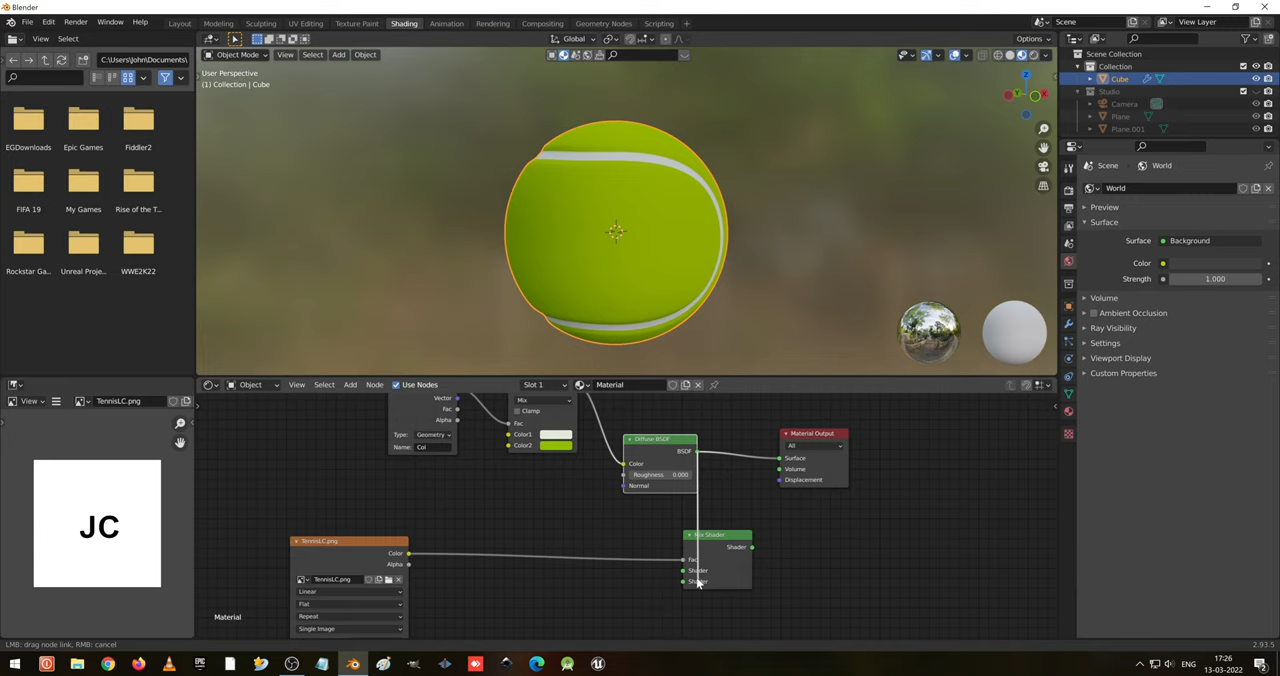 Blender
File Edit Render Window Help Layout Modeling Sculpting UV Editing Texture Paint Shading Animation Rendering Compositing Geometry Nodes Scripting + Scene View Layer
View Select C:\Users\John\Documents\ Global Options
Object Mode View Select Add Object
User Perspective
(1) Collection | Cube
EGDownloads Epic Games Fiddler2
FIFA 19 My Games Rise of the T...
Rockstar Ga... Unreal Proje... WWE2K22
Z
Y
X
Scene Collection
Collection
Cube
Studio
Camera
Plane
Plane.001
Scene World
World
Preview
Surface
Surface Background
Color
Strength 1.000
Volume
Ambient Occlusion
Ray Visibility
Settings
Viewport Display
Custom Properties
Object View Select Add Node Use Nodes Slot 1 Material
View TennisLC.png
JC
Vector
Fac
Alpha
Type: Geometry
Name: Col
Mix
Clamp
Fac
Color1
Color2
Diffuse BSDF
BSDF
Color
Roughness 0.000
Normal
Material Output
All
Surface
Volume
Displacement
TennisLC.png
Color
Alpha
TennisLC.png
Linear
Flat
Repeat
Single Image
Mix Shader
Shader
Fac
Shader
Shader
Material
LMB: drag node link, RMB: cancel
2.93.5
ENG
17:26
13-03-2022
2